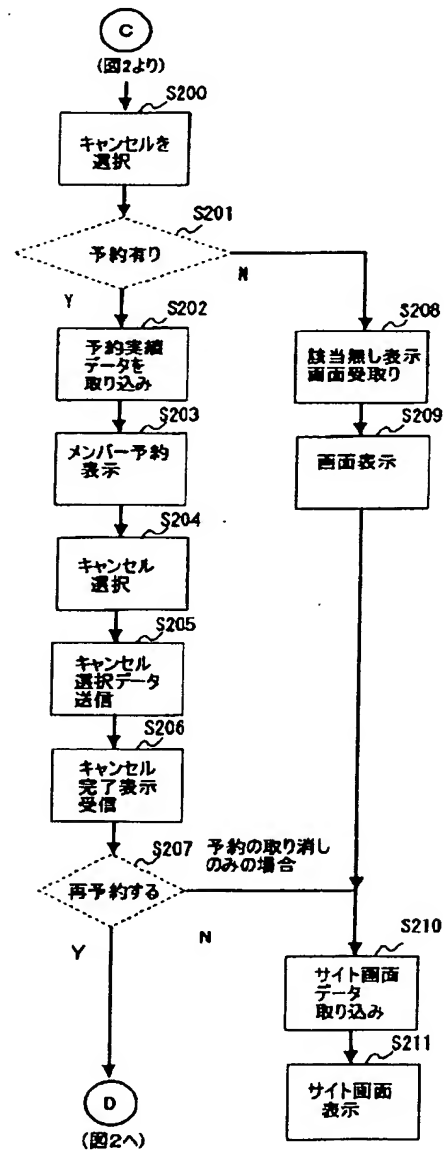 C
(図2より)
S200
キャンセルを
選択
S201
予約有り
Y
N
S202
予約実績
データを
取り込み
S203
メンバー予約
表示
S204
キャンセル
選択
S205
キャンセル
選択データ
送信
S206
キャンセル
完了表示
受信
S207
再予約する
予約の取り消し
のみの場合
Y
N
D
(図2へ)
S208
該当無し表示
画面受取り
S209
画面表示
S210
サイト画面
データ
取り込み
S211
サイト画面
表示